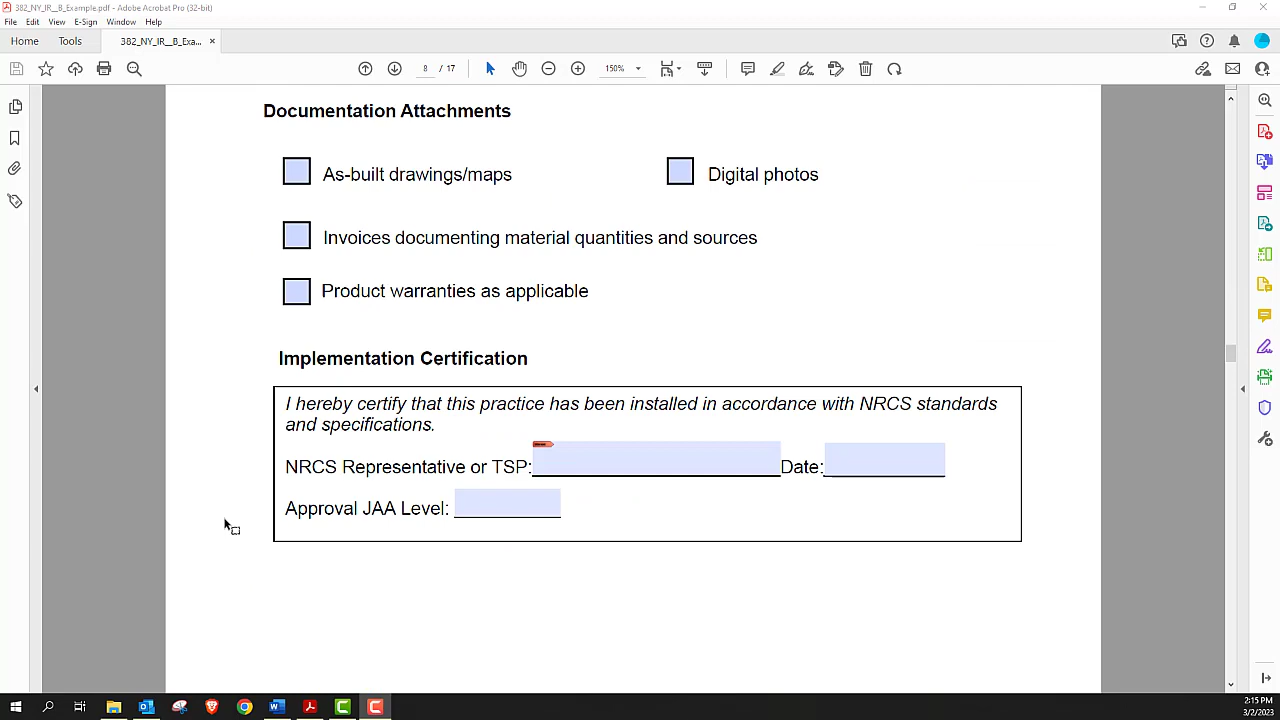 382_NY_IR__B_Example.pdf - Adobe Acrobat Pro (32-bit)
File Edit View E-Sign Window Help
Home Tools 382_NY_IR__B_Exa... ×
8 / 17 150%
Documentation Attachments
As-built drawings/maps Digital photos
Invoices documenting material quantities and sources
Product warranties as applicable
Implementation Certification
I hereby certify that this practice has been installed in accordance with NRCS standards
and specifications.
NRCS Representative or TSP: Date:
Approval JAA Level:
2:15 PM
3/2/2023